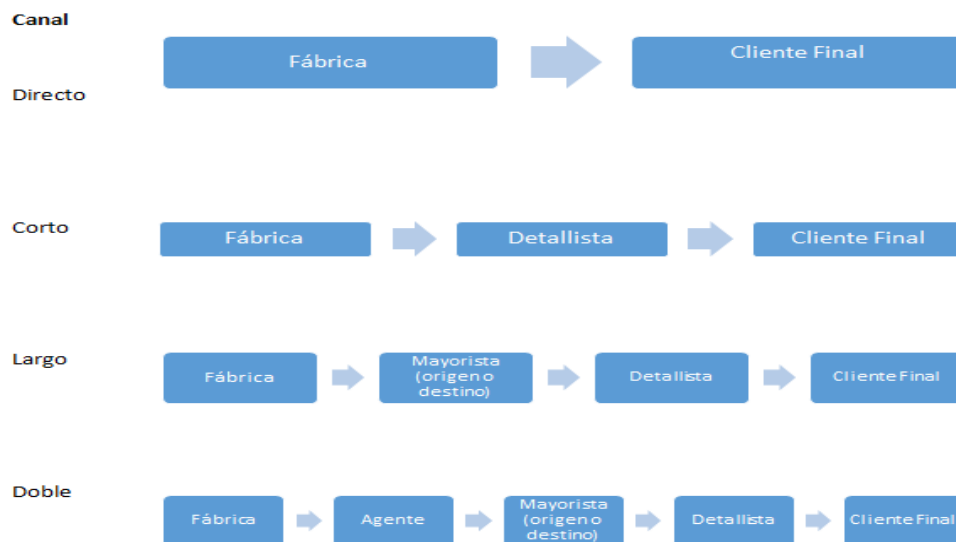 Canal
Fábrica
Cliente Final
Directo
Corto
Fábrica
Detallista
Cliente Final
Largo
Fábrica
Mayorista
(origen o
destino)
Detallista
Cliente Final
Doble
Fábrica
Agente
Mayorista
(origen o
destino)
Detallista
Cliente Final